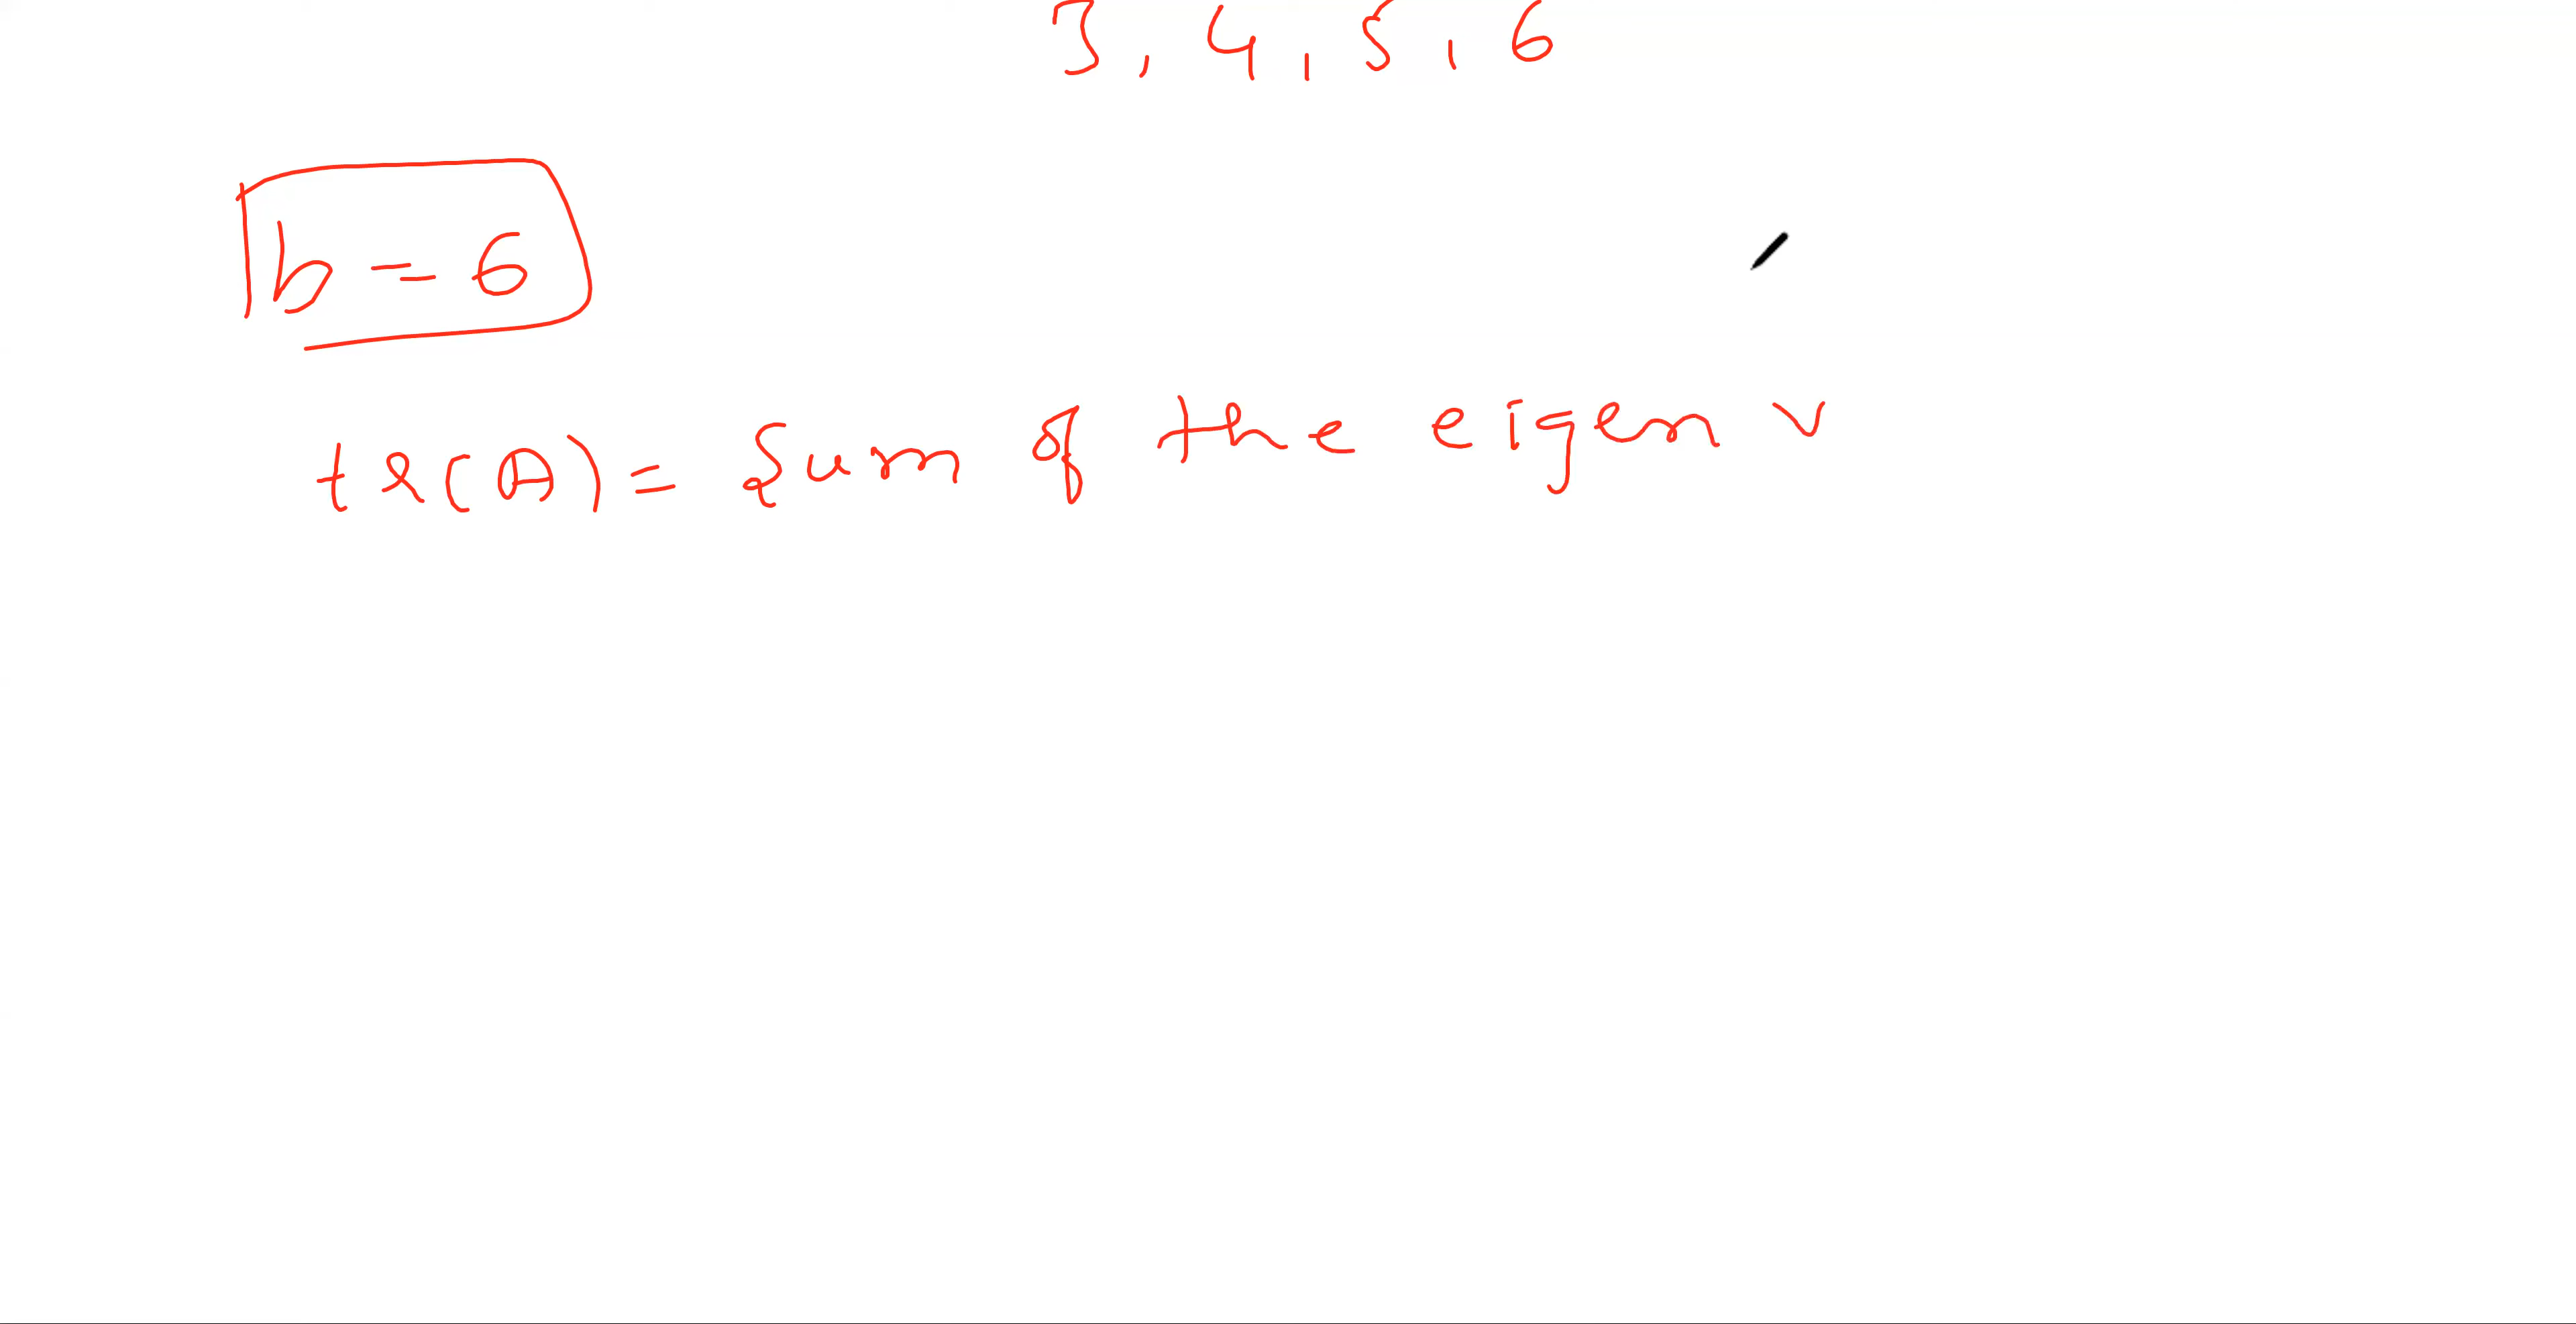 3, 4, 5, 6
b = 6
tr(A) = Sum of the eigen v